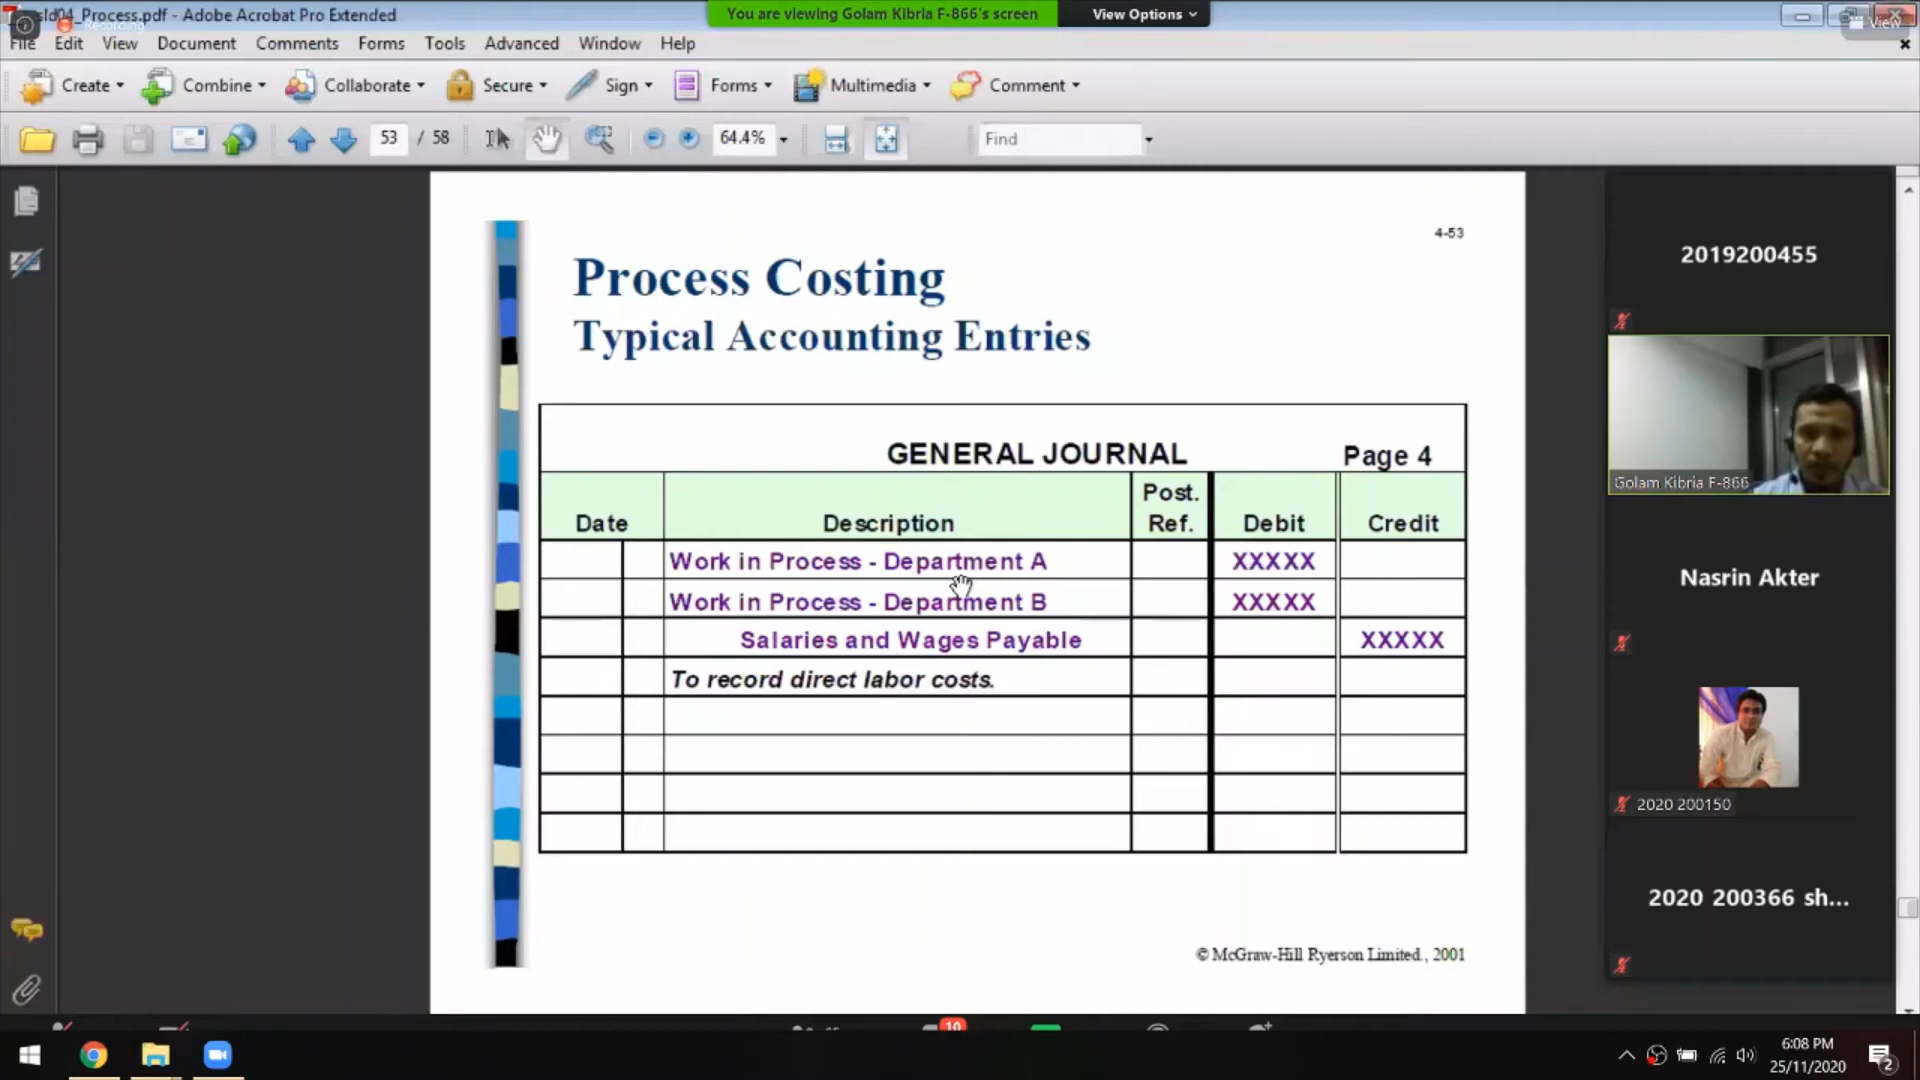 sld04_Process.pdf - Adobe Acrobat Pro Extended
Recording
You are viewing Golam Kibria F-866's screen
View Options
View
File Edit View Document Comments Forms Tools Advanced Window Help
Create Combine Collaborate Secure Sign Forms Multimedia Comment
53 / 58 64.4% Find
4-53
Process Costing
Typical Accounting Entries
GENERAL JOURNAL Page 4
Date Description Post. Ref. Debit Credit
Work in Process - Department A XXXXX
Work in Process - Department B XXXXX
Salaries and Wages Payable XXXXX
To record direct labor costs.
© McGraw-Hill Ryerson Limited., 2001
2019200455
Golam Kibria F-866
Nasrin Akter
2020 200150
2020 200366 sh...
10
6:08 PM
25/11/2020
2